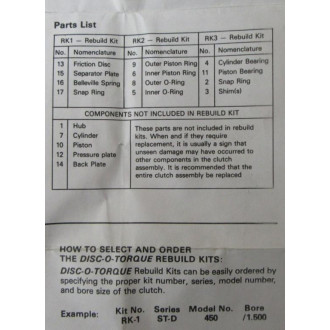 Parts List
RK1 – Rebuild Kit RK2 – Rebuild Kit RK3 – Rebuild Kit
No. Nomenclature No. Nomenclature No. Nomenclature
13 Friction Disc 9 Outer Piston Ring 4 Cylinder Bearing
15 Separator Plate 6 Inner Piston Ring 11 Piston Bearing
16 Belleville Spring 8 Outer O-Ring 2 Snap Ring
17 Snap Ring 5 Inner O-Ring 3 Shim(s)
COMPONENTS NOT INCLUDED IN REBUILD KIT
1 Hub
7 Cylinder
10 Piston
12 Pressure plate
14 Back Plate
These parts are not included in rebuild
kits. When and if they require
replacement, it is usually a sign that
unseen damage may have occurred to
other components in the clutch
assembly. It is recommended that the
entire clutch assembly be replaced
HOW TO SELECT AND ORDER
THE DISC-O-TORQUE REBUILD KITS:
DISC-O-TORQUE Rebuild Kits can be easily ordered by
specifying the proper kit number, series, model number,
and bore size of the clutch.
Kit No. Series Model No. Bore
Example: RK-1 ST-D 450 /1.500